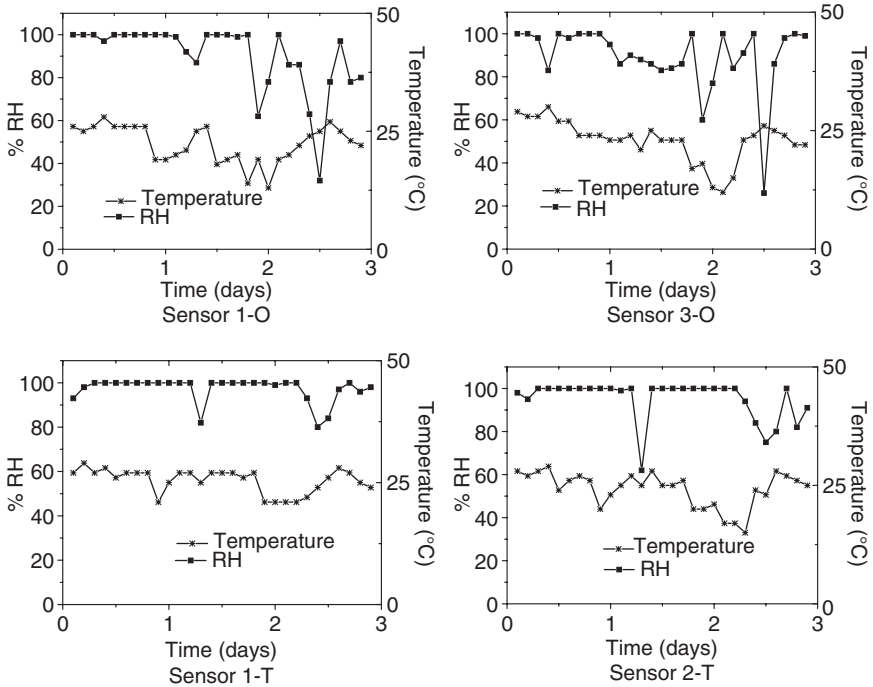 % RH
100
80
60
40
20
0
Temperature
RH
50
25
0
Temperature (°C)
0
1
2
3
Time (days)
Sensor 1-O
% RH
100
80
60
40
20
0
Temperature
RH
50
25
0
Temperature (°C)
0
1
2
3
Time (days)
Sensor 3-O
% RH
100
80
60
40
20
0
Temperature
RH
50
25
0
Temperature (°C)
0
1
2
3
Time (days)
Sensor 1-T
% RH
100
80
60
40
20
0
Temperature
RH
50
25
0
Temperature (°C)
0
1
2
3
Time (days)
Sensor 2-T